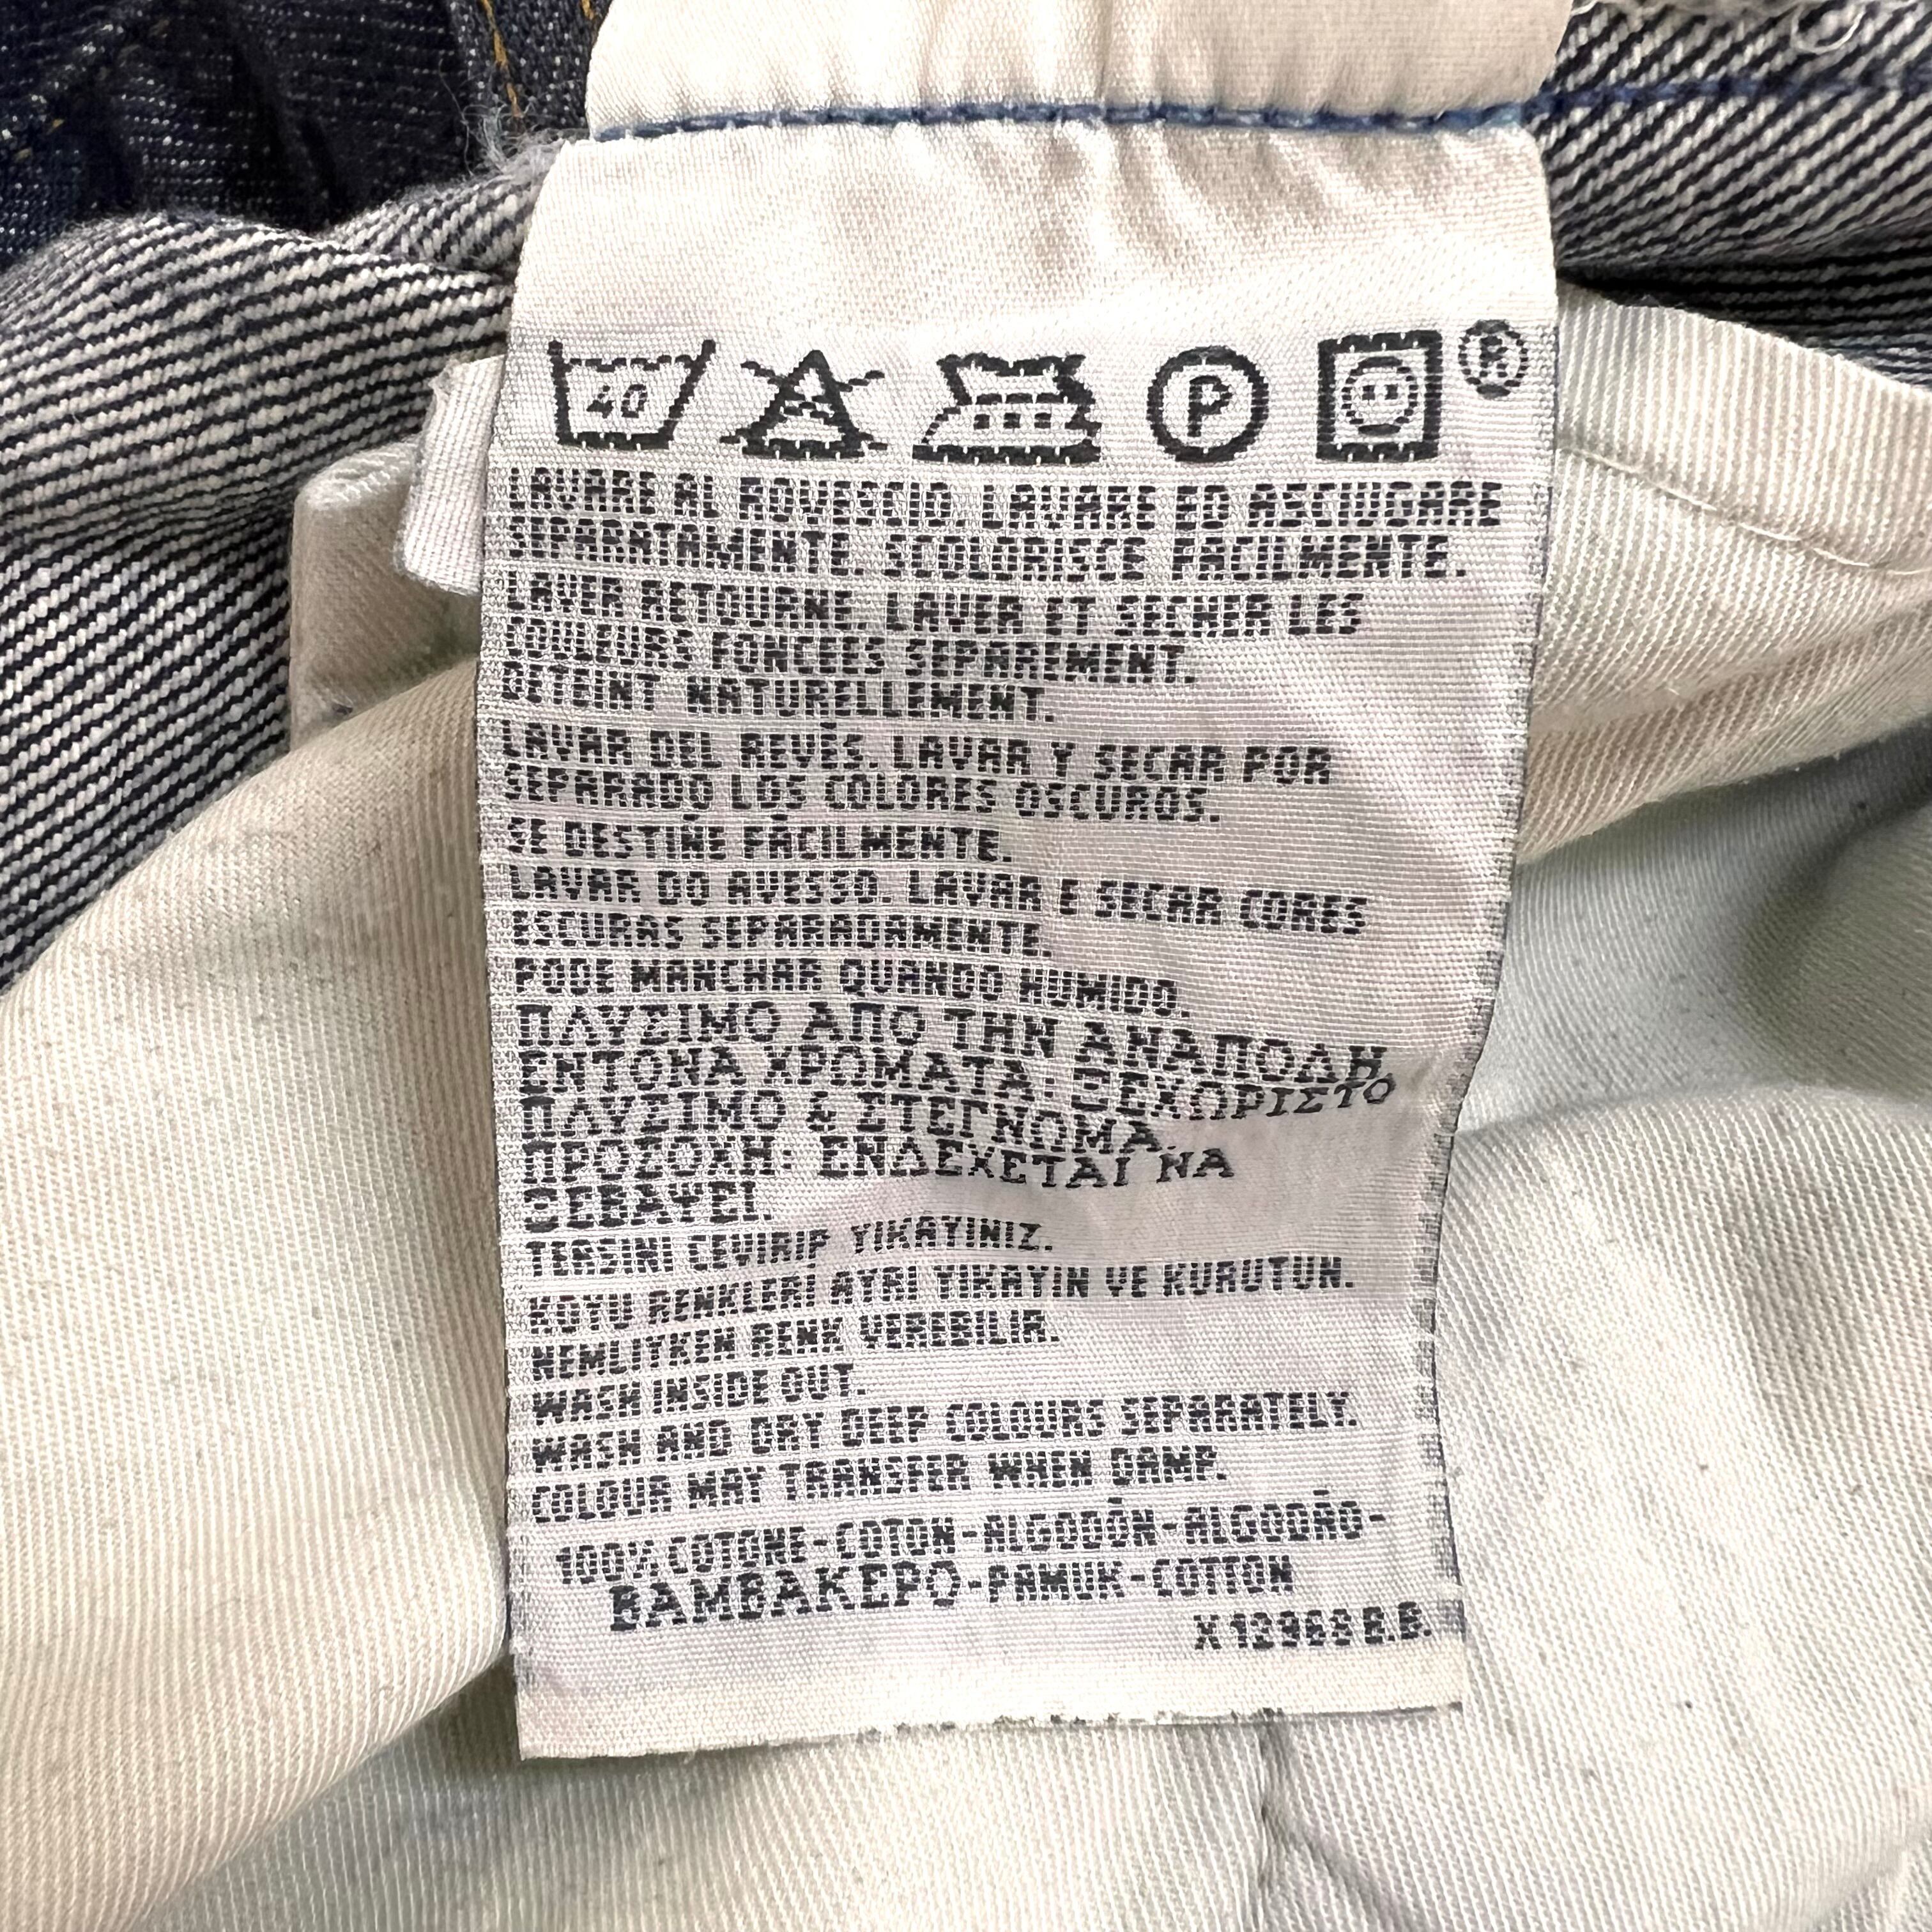 40 P ®
LAVARE AL ROVESCIO. LAVARE ED ASCIUGARE
SEPARATAMENTE. SCOLORISCE FACILMENTE.
LAVER RETOURNE. LAVER ET SECHER LES
COULEURS FONCEES SEPAREMENT.
DETEINT NATURELLEMENT.
LAVAR DEL REVÉS. LAVAR Y SECAR POR
SEPARADO LOS COLORES OSCUROS.
SE DESTIÑE FÁCILMENTE.
LAVAR DO AVESSO. LAVAR E SECAR CORES
ESCURAS SEPARADAMENTE.
PODE MANCHAR QUANDO HUMIDO.
ΠΛΥΣΙΜΟ ΑΠΟ ΤΗΝ ΑΝΑΠΟΔΗ.
ΕΝΤΟΝΑ ΧΡΩΜΑΤΑ: ΞΕΧΩΡΙΣΤΟ
ΠΛΥΣΙΜΟ & ΣΤΕΓΝΩΜΑ.
ΠΡΟΣΟΧΗ: ΕΝΔΕΧΕΤΑΙ ΝΑ
ΞΕΒΑΨΕΙ.
TERSINI CEVIRIP YIKAYINIZ.
KOYU RENKLERI AYRI YIKAYIN VE KURUTUN.
NEMLIYKEN RENK VEREBILIR.
WASH INSIDE OUT.
WASH AND DRY DEEP COLOURS SEPARATELY.
COLOUR MAY TRANSFER WHEN DAMP.
100% COTONE-COTON-ALGODÓN-ALGODÃO-
ΒΑΜΒΑΚΕΡΟ-PAMUK-COTTON
X 12968 B.B.